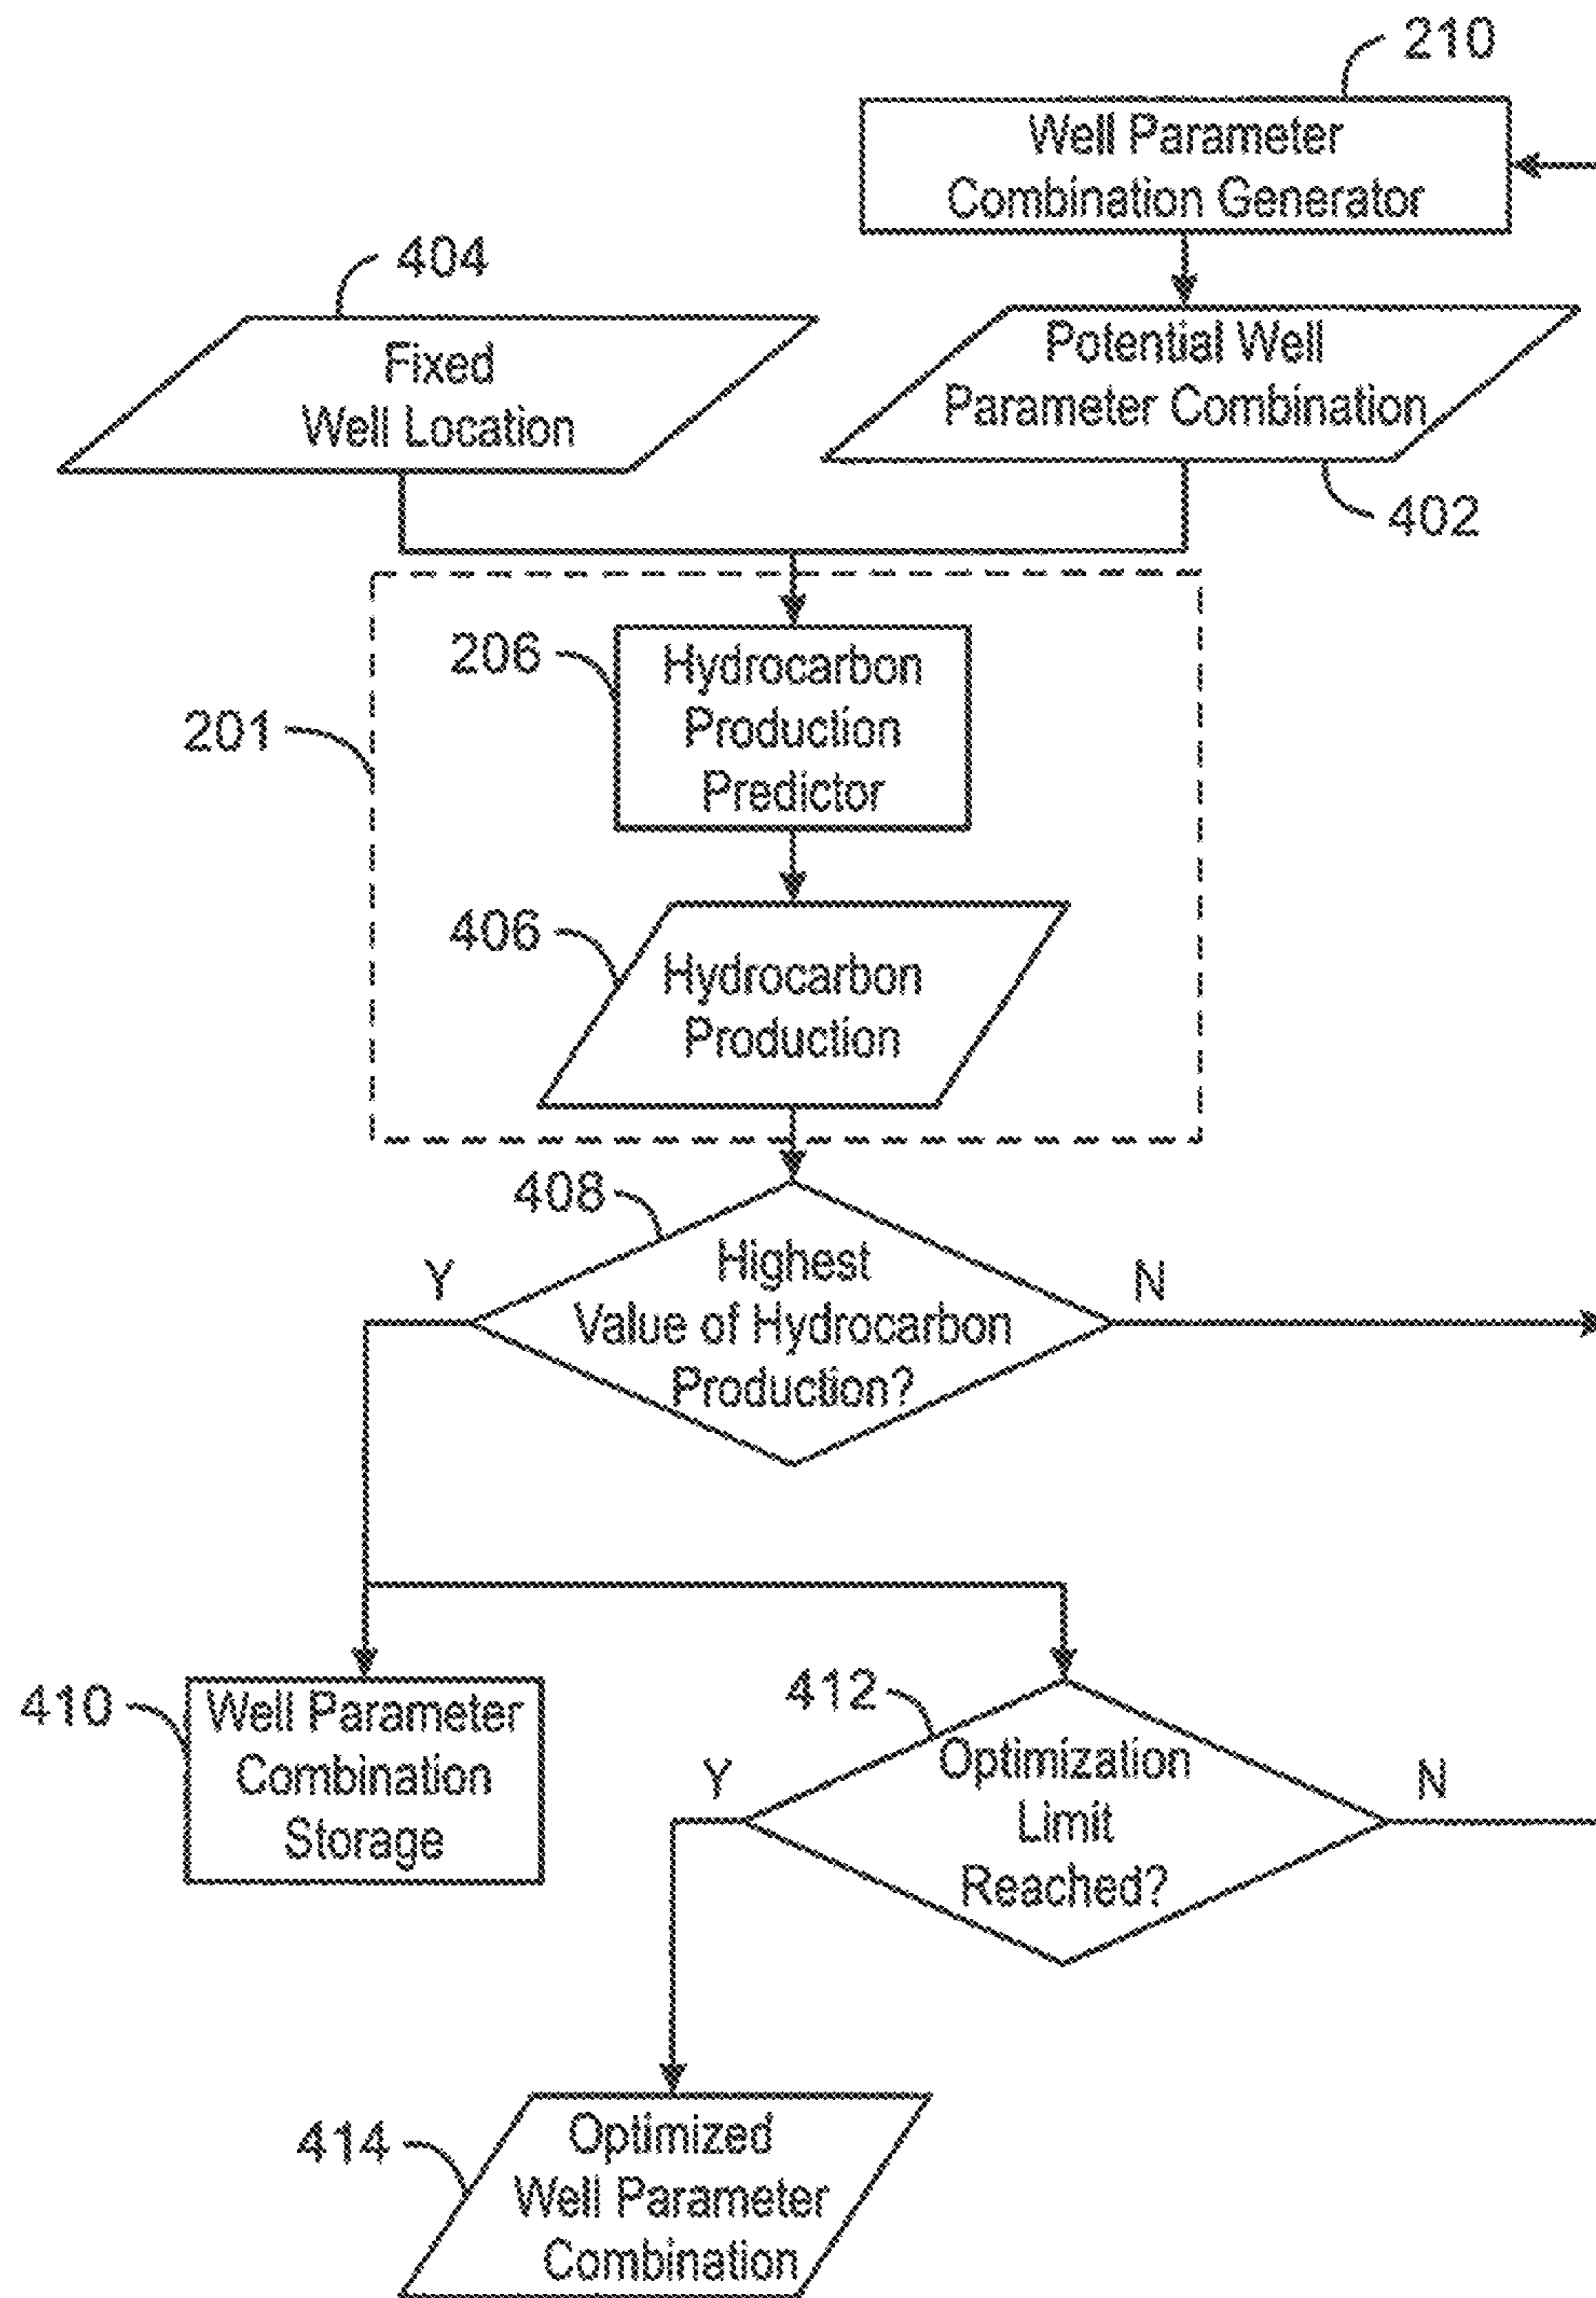 210
Well Parameter
Combination Generator
404
Fixed
Well Location
Potential Well
Parameter Combination
402
206
Hydrocarbon
Production
Predictor
201
406
Hydrocarbon
Production
408
Y
Highest
Value of Hydrocarbon
Production?
N
410
Well Parameter
Combination
Storage
412
Y
Optimization
Limit
Reached?
N
414
Optimized
Well Parameter
Combination